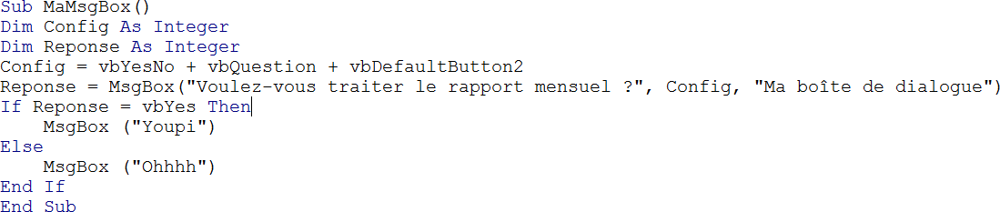 Sub MaMsgBox()
Dim Config As Integer
Dim Reponse As Integer
Config = vbYesNo + vbQuestion + vbDefaultButton2
Reponse = MsgBox("Voulez-vous traiter le rapport mensuel ?", Config, "Ma boîte de dialogue")
If Reponse = vbYes Then
    MsgBox ("Youpi")
Else
    MsgBox ("Ohhhh")
End If
End Sub